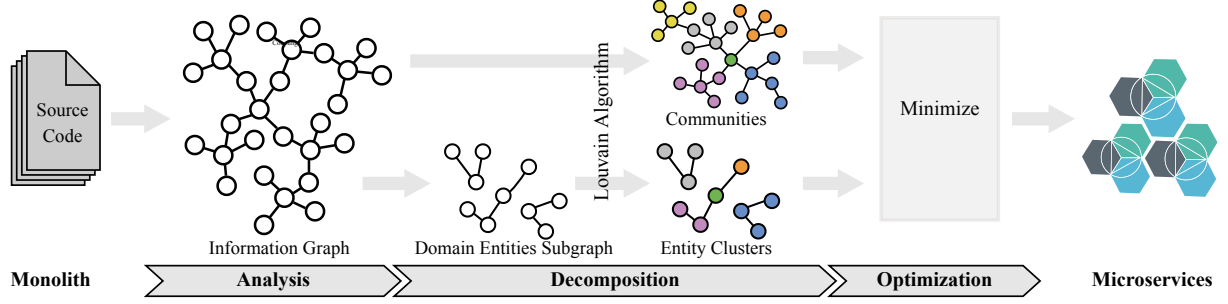 Source
Code
Louvain Algorithm
Communities
Minimize
Information Graph
Domain Entities Subgraph
Entity Clusters
Monolith
Analysis
Decomposition
Optimization
Microservices